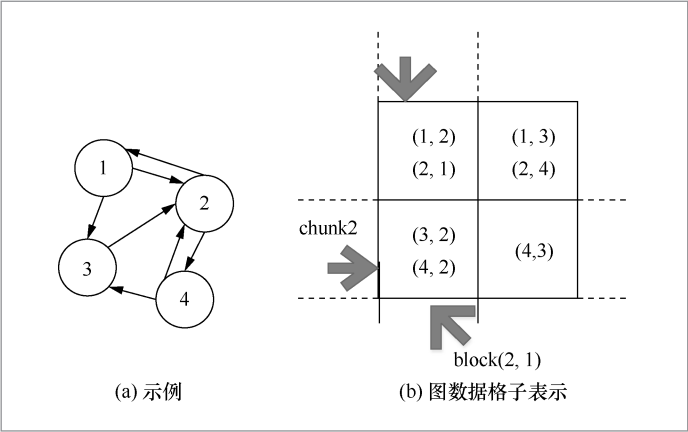 1
2
3
4
(a) 示例
(1, 2)
(2, 1)
(1, 3)
(2, 4)
chunk2
(3, 2)
(4, 2)
(4,3)
block(2, 1)
(b) 图数据格子表示